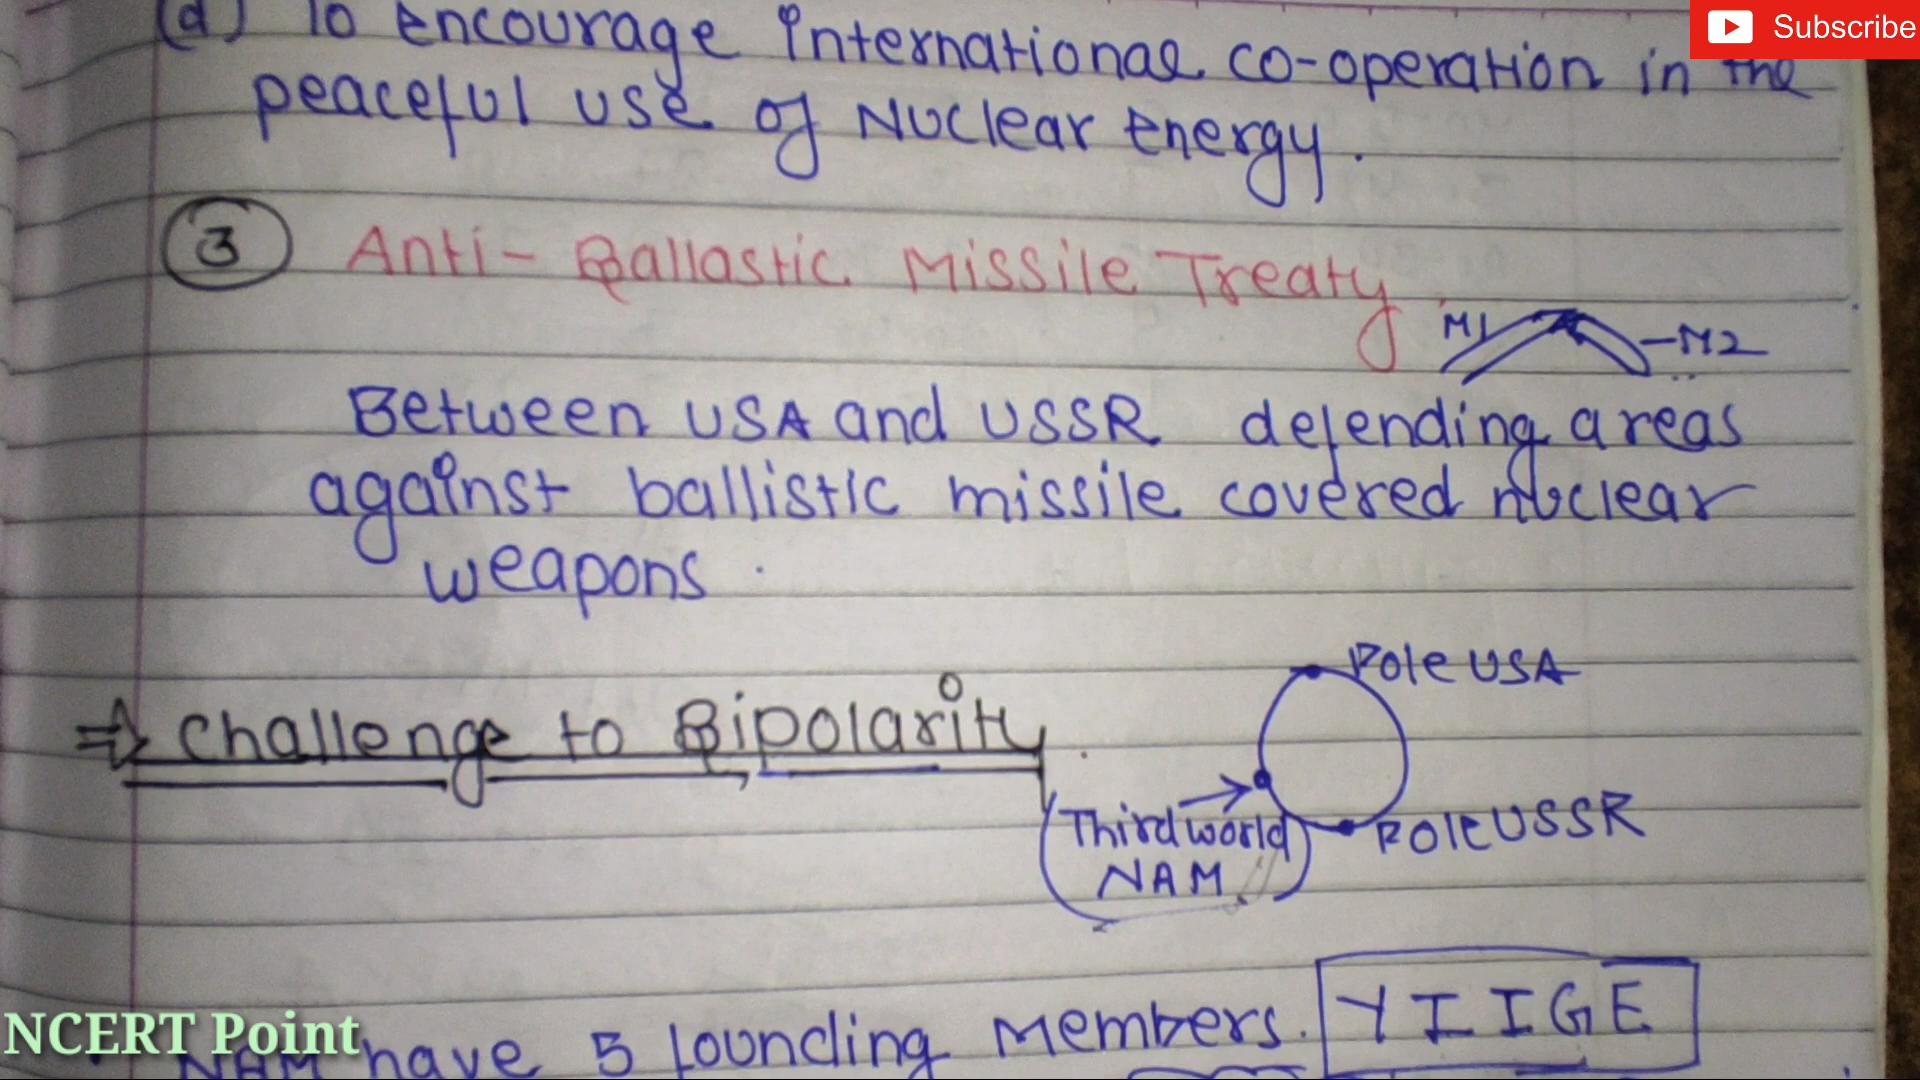 Subscribe
(d) To encourage international co-operation in the
peaceful use of Nuclear energy.
3 Anti-Ballastic Missile Treaty
M1 -M2
Between USA and USSR defending areas
against ballistic missile covered nuclear
weapons.
Pole USA
⇒ Challenge to Bipolarity.
Third world
Pole USSR
NAM
NAM have 5 founding Members. YIIGE
NCERT Point